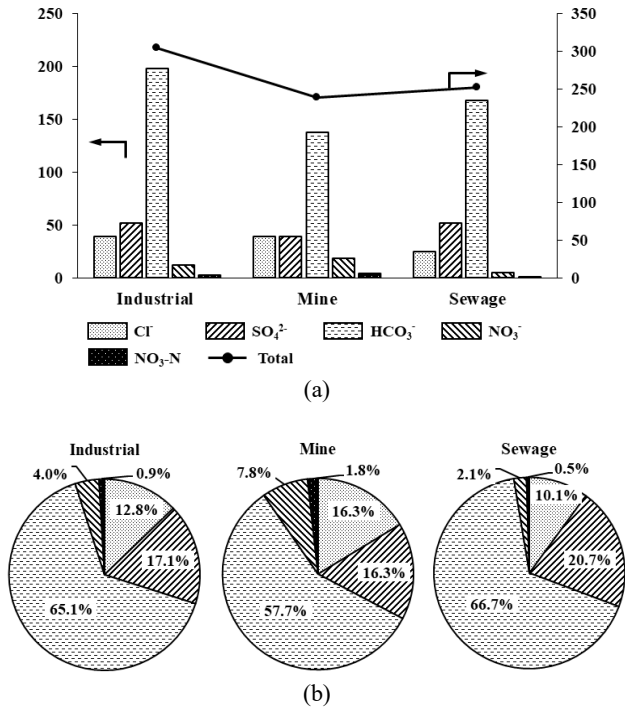 250 350
200 300
150 250
100 200
50 150
0 100
50
0
Industrial Mine Sewage
Cl⁻ SO₄²⁻ HCO₃⁻ NO₃⁻
NO₃-N Total
(a)
Industrial Mine Sewage
4.0% 0.9% 7.8% 1.8% 2.1% 0.5%
12.8% 16.3% 10.1%
17.1% 16.3% 20.7%
65.1% 57.7% 66.7%
(b)